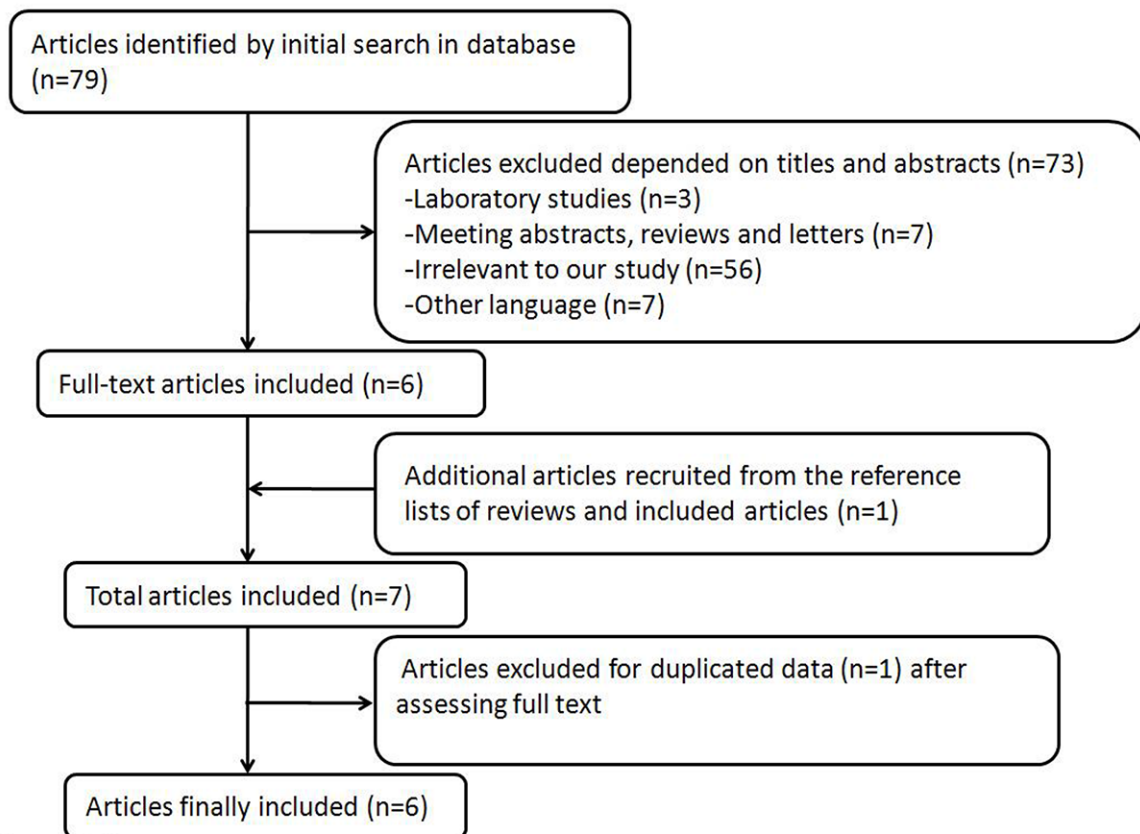 Articles identified by initial search in database
(n=79)
Articles excluded depended on titles and abstracts (n=73)
-Laboratory studies (n=3)
-Meeting abstracts, reviews and letters (n=7)
-Irrelevant to our study (n=56)
-Other language (n=7)
Full-text articles included (n=6)
Additional articles recruited from the reference
lists of reviews and included articles (n=1)
Total articles included (n=7)
Articles excluded for duplicated data (n=1) after
assessing full text
Articles finally included (n=6)